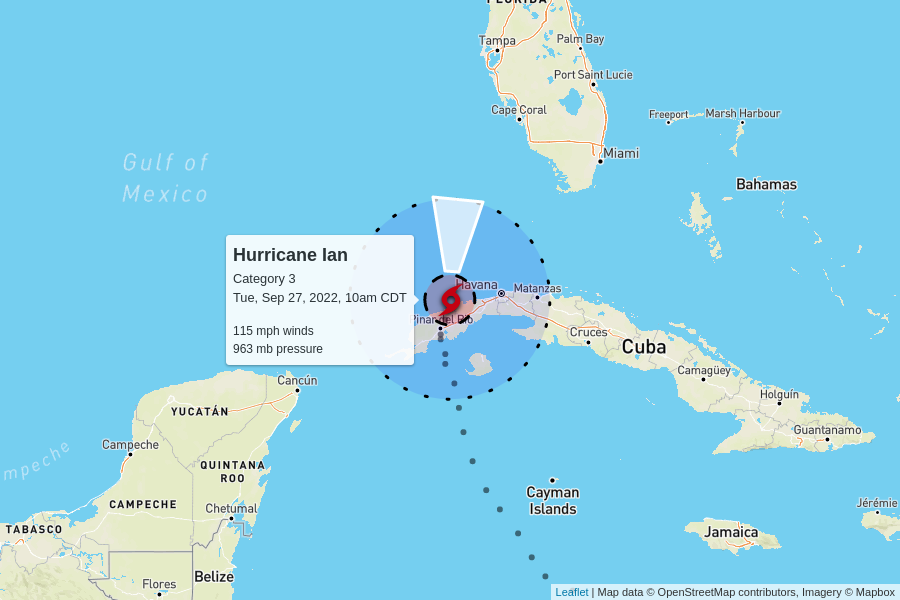 FLORIDA
Tampa
Palm Bay
Port Saint Lucie
Cape Coral
Freeport
Marsh Harbour
Miami
Gulf of
Mexico
Bahamas
Hurricane Ian
Category 3
Tue, Sep 27, 2022, 10am CDT
115 mph winds
963 mb pressure
Havana
Matanzas
Pinar del Río
Cruces
Cuba
Camagüey
Cancún
Holguín
YUCATÁN
Guantanamo
Campeche
mpeche
QUINTANA
ROO
Cayman
Islands
CAMPECHE
Chetumal
Jérémie
TABASCO
Jamaica
Belize
Flores
Leaflet | Map data © OpenStreetMap contributors, Imagery © Mapbox